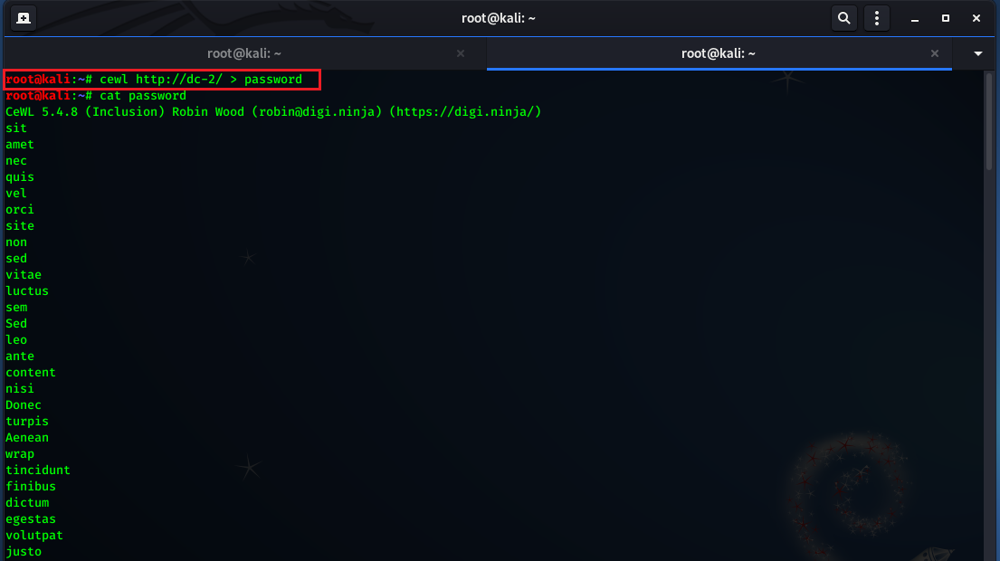 root@kali: ~
root@kali: ~
root@kali: ~
root@kali:~# cewl http://dc-2/ > password
root@kali:~# cat password
CeWL 5.4.8 (Inclusion) Robin Wood (robin@digi.ninja) (https://digi.ninja/)
sit
amet
nec
quis
vel
orci
site
non
sed
vitae
luctus
sem
Sed
leo
ante
content
nisi
Donec
turpis
Aenean
wrap
tincidunt
finibus
dictum
egestas
volutpat
justo